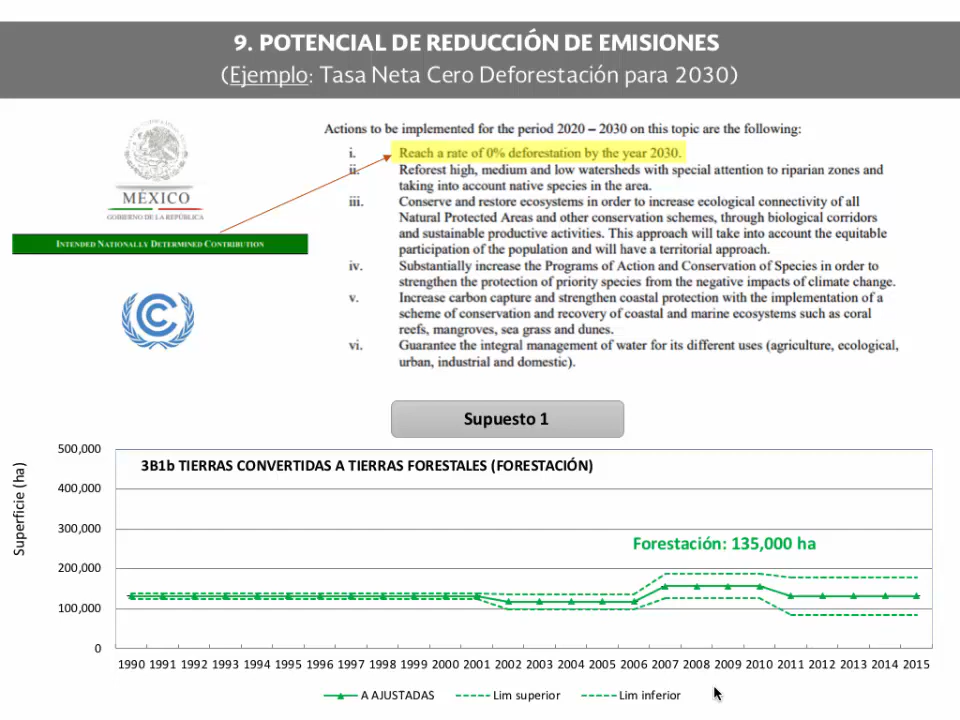 9. POTENCIAL DE REDUCCIÓN DE EMISIONES
(Ejemplo: Tasa Neta Cero Deforestación para 2030)
MÉXICO
GOBIERNO DE LA REPÚBLICA
INTENDED NATIONALLY DETERMINED CONTRIBUTION
Actions to be implemented for the period 2020 – 2030 on this topic are the following:
i. Reach a rate of 0% deforestation by the year 2030.
ii. Reforest high, medium and low watersheds with special attention to riparian zones and
taking into account native species in the area.
iii. Conserve and restore ecosystems in order to increase ecological connectivity of all
Natural Protected Areas and other conservation schemes, through biological corridors
and sustainable productive activities. This approach will take into account the equitable
participation of the population and will have a territorial approach.
iv. Substantially increase the Programs of Action and Conservation of Species in order to
strengthen the protection of priority species from the negative impacts of climate change.
v. Increase carbon capture and strengthen coastal protection with the implementation of a
scheme of conservation and recovery of coastal and marine ecosystems such as coral
reefs, mangroves, sea grass and dunes.
vi. Guarantee the integral management of water for its different uses (agriculture, ecological,
urban, industrial and domestic).
Supuesto 1
3B1b TIERRAS CONVERTIDAS A TIERRAS FORESTALES (FORESTACIÓN)
Superficie (ha)
500,000
400,000
300,000
200,000
100,000
0
Forestación: 135,000 ha
1990 1991 1992 1993 1994 1995 1996 1997 1998 1999 2000 2001 2002 2003 2004 2005 2006 2007 2008 2009 2010 2011 2012 2013 2014 2015
A AJUSTADAS Lim superior Lim inferior